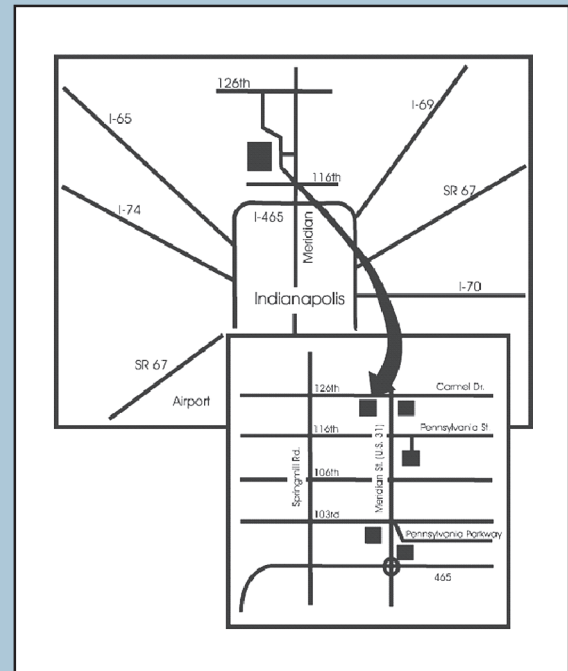 126th
I-65
I-69
116th
SR 67
I-74
I-465
Meridian
I-70
Indianapolis
SR 67
Airport
126th
Carmel Dr.
116th
Pennsylvania St
Springmill Rd.
Meridian St. (U.S. 31)
106th
103rd
Pennsylvania Parkway
465